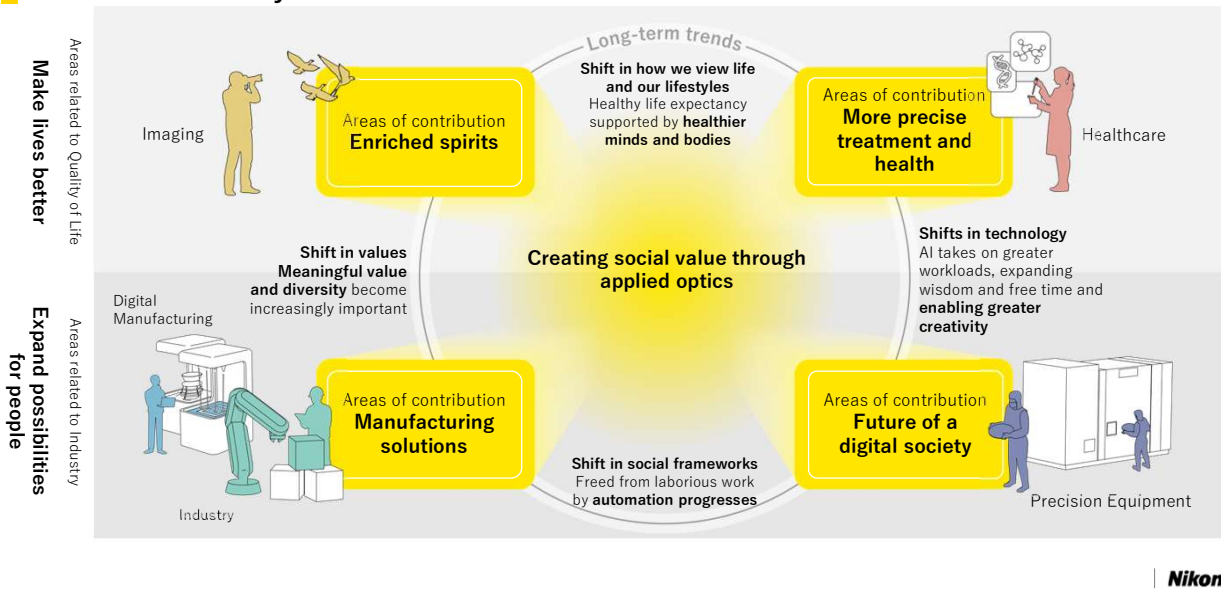 Make lives better
Areas related to Quality of Life
Imaging
Areas of contribution
Enriched spirits
Long-term trends
Shift in how we view life
and our lifestyles
Healthy life expectancy
supported by healthier
minds and bodies
Areas of contribution
More precise
treatment and
health
Healthcare
Shift in values
Meaningful value
and diversity become
increasingly important
Creating social value through
applied optics
Shifts in technology
AI takes on greater
workloads, expanding
wisdom and free time and
enabling greater
creativity
Expand possibilities
for people
Areas related to Industry
Digital
Manufacturing
Industry
Areas of contribution
Manufacturing
solutions
Shift in social frameworks
Freed from laborious work
by automation progresses
Areas of contribution
Future of a
digital society
Precision Equipment
Nikon